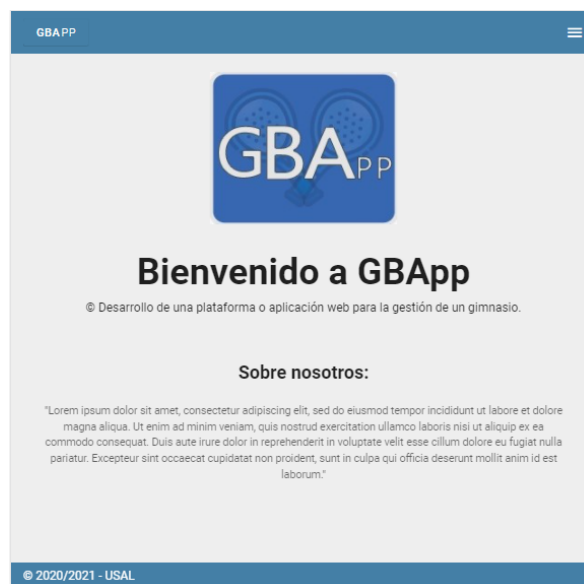 GBAPP
GBAPP
Bienvenido a GBApp
© Desarrollo de una plataforma o aplicación web para la gestión de un gimnasio.
Sobre nosotros:
"Lorem ipsum dolor sit amet, consectetur adipiscing elit, sed do eiusmod tempor incididunt ut labore et dolore
magna aliqua. Ut enim ad minim veniam, quis nostrud exercitation ullamco laboris nisi ut aliquip ex ea
commodo consequat. Duis aute irure dolor in reprehenderit in voluptate velit esse cillum dolore eu fugiat nulla
pariatur. Excepteur sint occaecat cupidatat non proident, sunt in culpa qui officia deserunt mollit anim id est
laborum."
© 2020/2021 - USAL